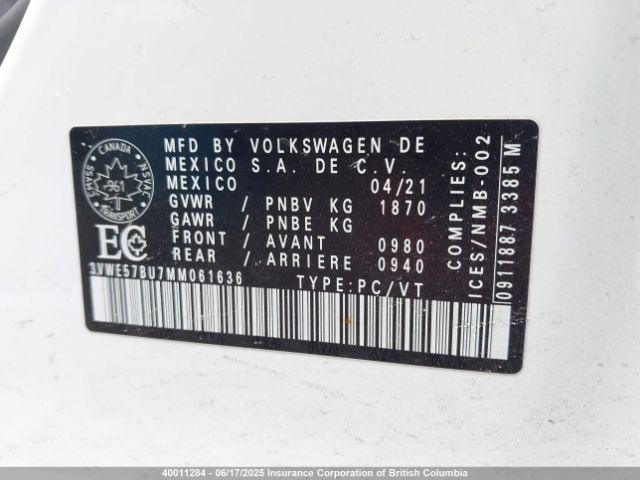 MFD BY VOLKSWAGEN DE
MEXICO S.A. DE C.V.
MEXICO 04/21
GVWR / PNBV KG 1870
GAWR / PNBE KG
FRONT / AVANT 0980
REAR / ARRIERE 0940
3VWE57BU7MM061636 TYPE:PC/VT
CANADA
CMVSS
NSVAC
-961
TRANSPORT
EC
COMPLIES:
ICES/NMB-002
0911887 3385 M
40011284 - 06/17/2025 Insurance Corporation of British Columbia